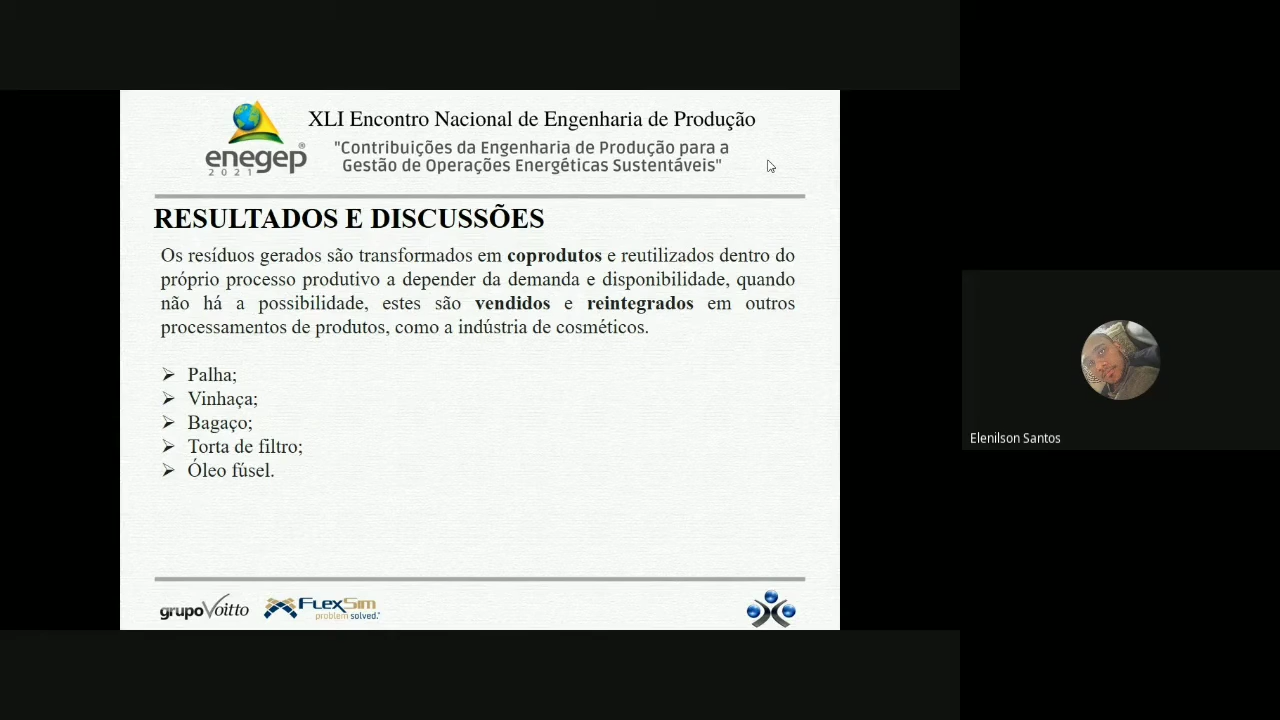 XLI Encontro Nacional de Engenharia de Produção
"Contribuições da Engenharia de Produção para a
Gestão de Operações Energéticas Sustentáveis"
enegep®
2021
RESULTADOS E DISCUSSÕES
Os resíduos gerados são transformados em coprodutos e reutilizados dentro do
próprio processo produtivo a depender da demanda e disponibilidade, quando
não há a possibilidade, estes são vendidos e reintegrados em outros
processamentos de produtos, como a indústria de cosméticos.
➢ Palha;
➢ Vinhaça;
➢ Bagaço;
➢ Torta de filtro;
➢ Óleo fúsel.
Elenilson Santos
grupoVoitto
FLEXSIM
problem solved.